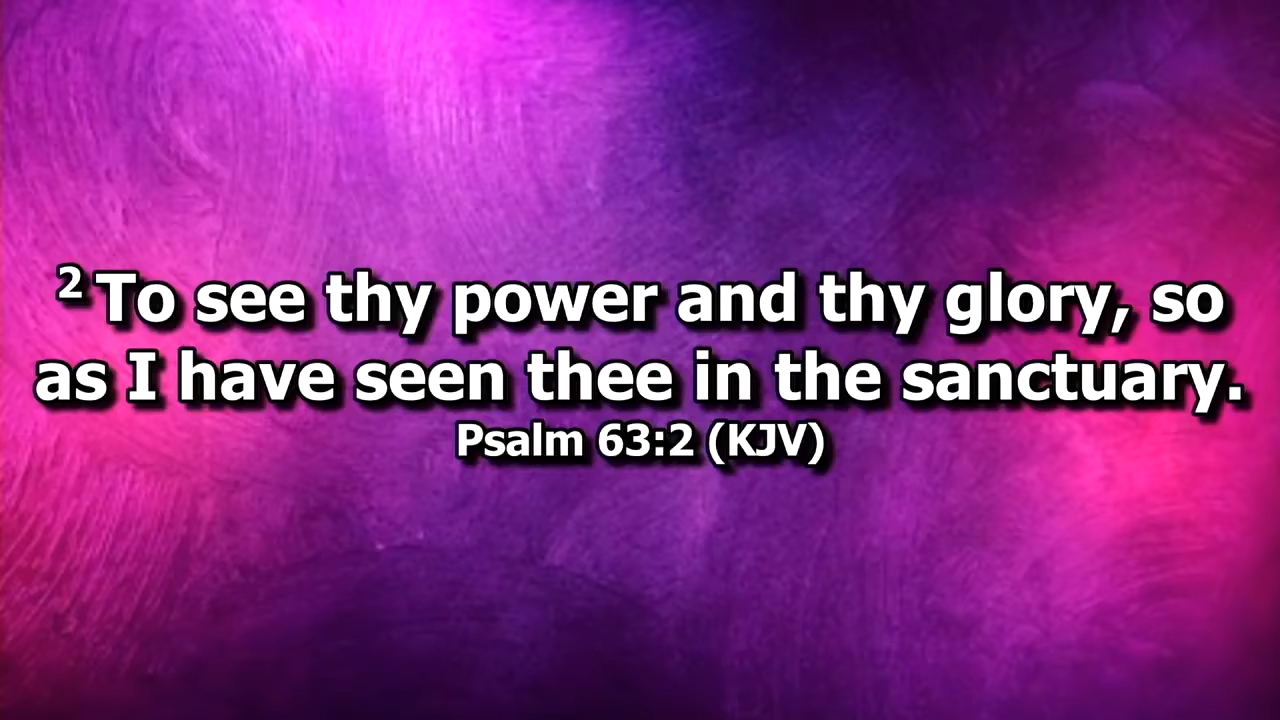 ² To see thy power and thy glory, so
as I have seen thee in the sanctuary.
Psalm 63:2 (KJV)